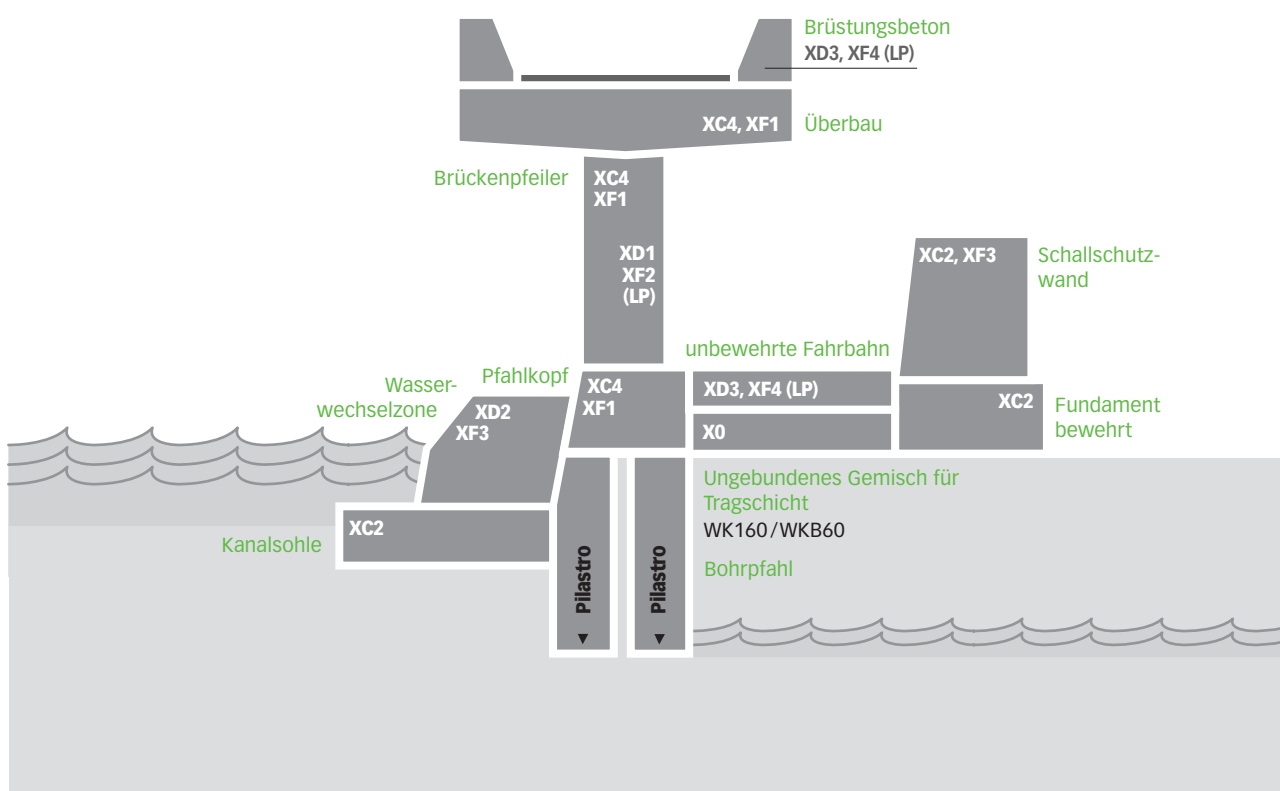 Brüstungsbeton
XD3, XF4 (LP)
XC4, XF1
Überbau
Brückenpfeiler
XC4
XF1
XD1
XF2
(LP)
XC2, XF3
Schallschutz-
wand
unbewehrte Fahrbahn
Pfahlkopf
Wasser-
wechselzone
XD2
XF3
XC4
XF1
XD3, XF4 (LP)
X0
XC2
Fundament
bewehrt
Ungebundenes Gemisch für
Tragschicht
WK160/WKB60
XC2
Kanalsohle
Pilastro
Pilastro
Bohrpfahl